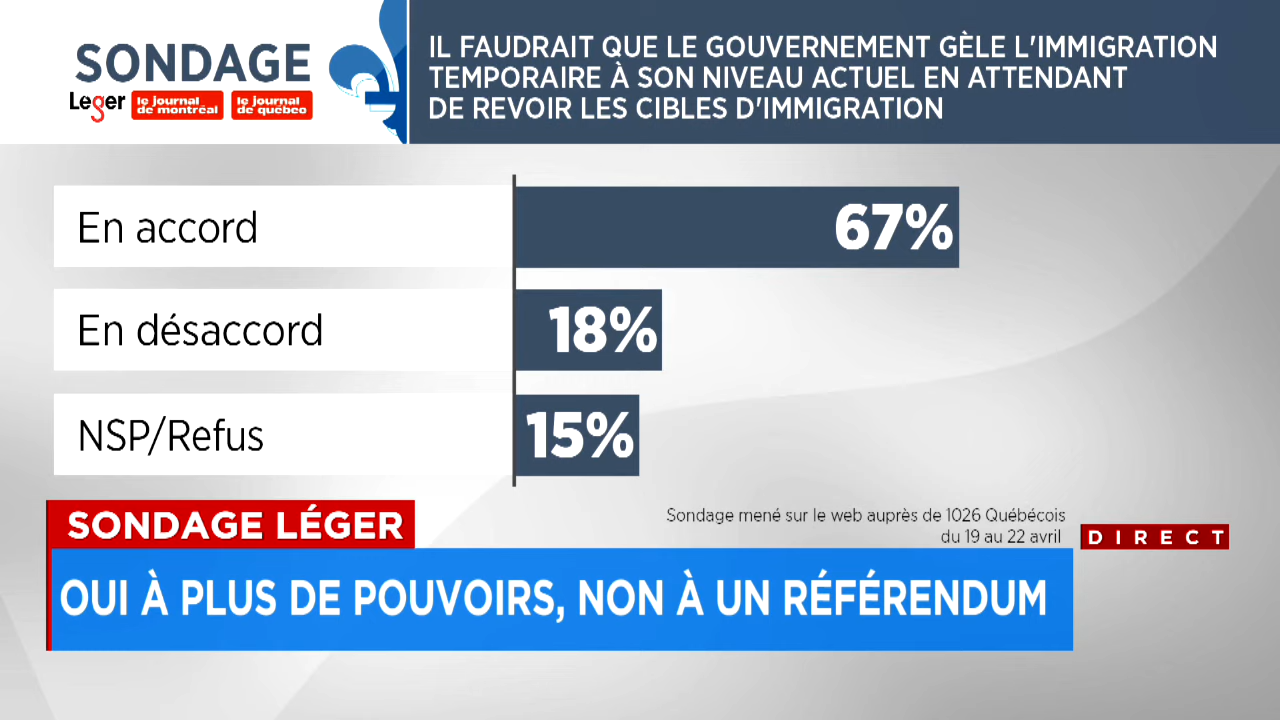 SONDAGE
Leger le journal de montréal le journal de québec
IL FAUDRAIT QUE LE GOUVERNEMENT GÈLE L'IMMIGRATION
TEMPORAIRE À SON NIVEAU ACTUEL EN ATTENDANT
DE REVOIR LES CIBLES D'IMMIGRATION
En accord 67%
En désaccord 18%
NSP/Refus 15%
SONDAGE LÉGER
Sondage mené sur le web auprès de 1026 Québécois
du 19 au 22 avril
DIRECT
OUI À PLUS DE POUVOIRS, NON À UN RÉFÉRENDUM